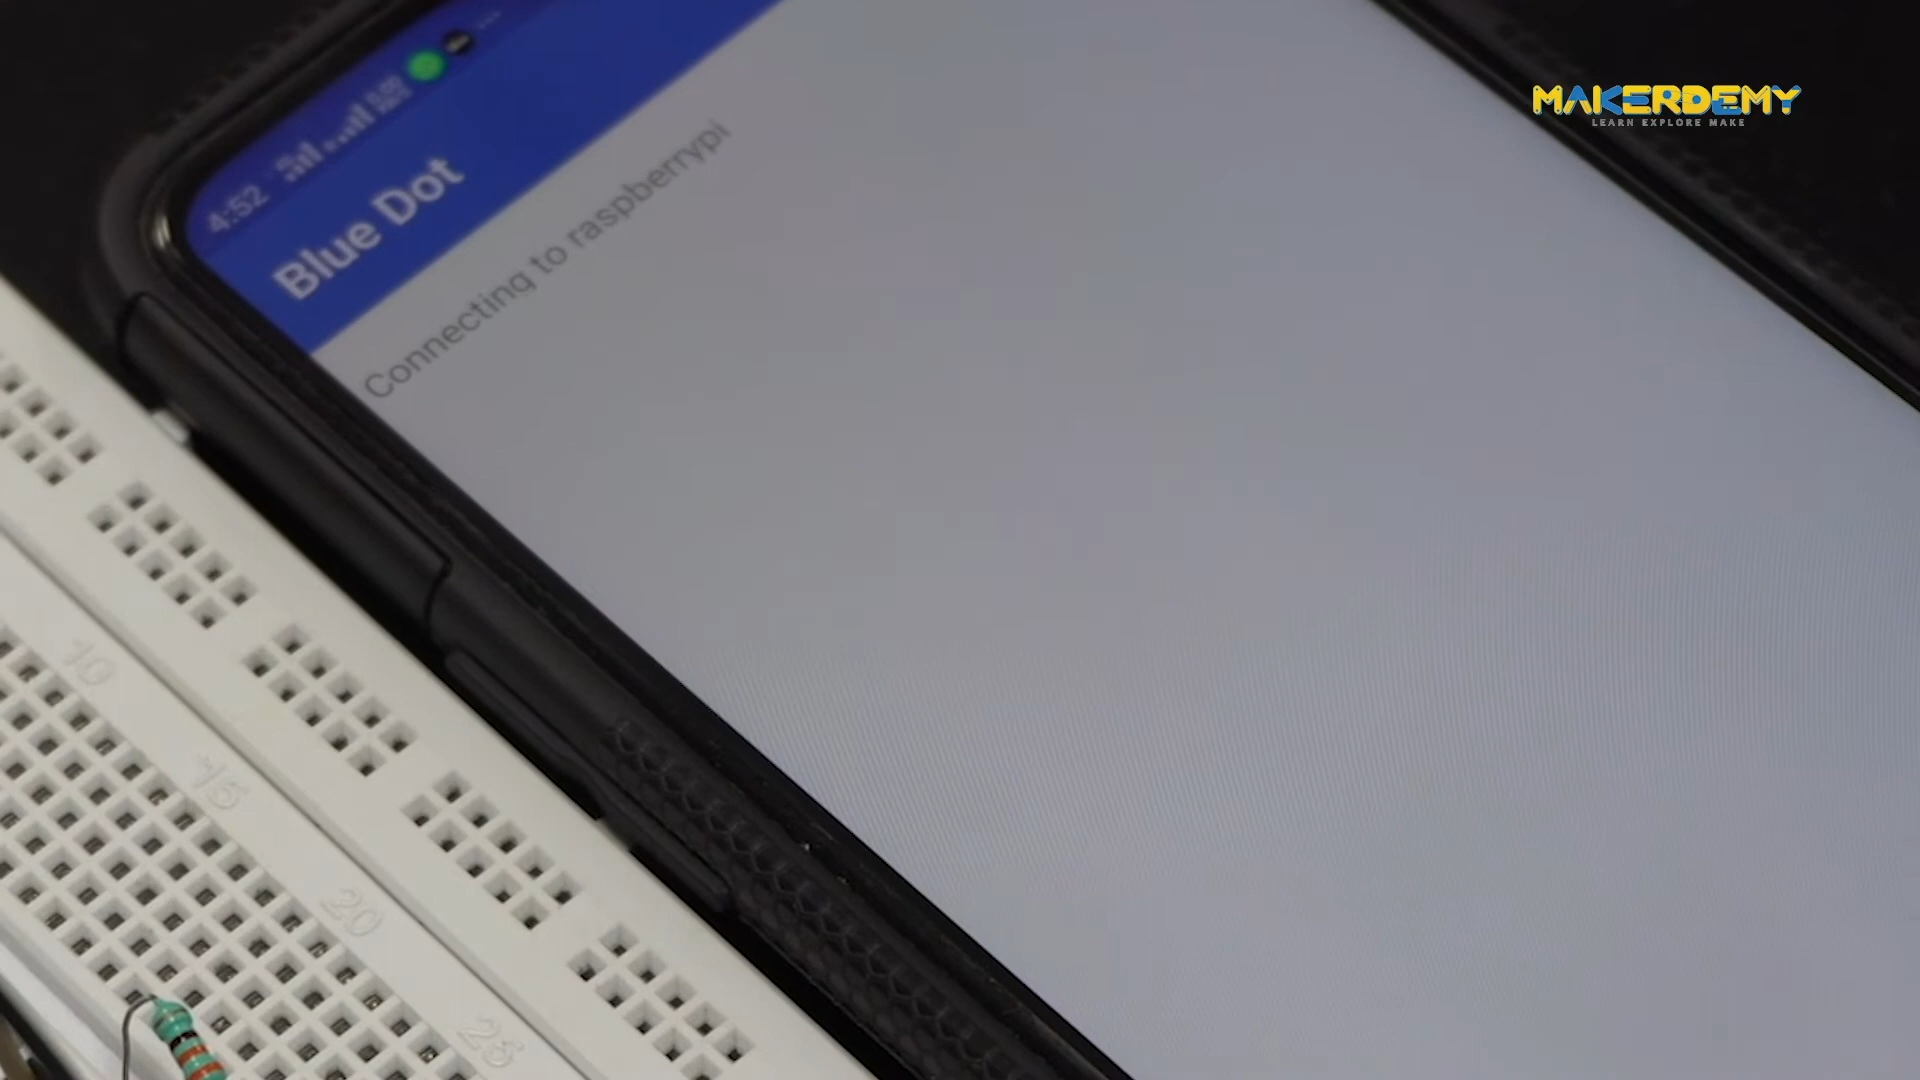 MAKERDEMY
LEARN EXPLORE MAKE
4:52
Blue Dot
Connecting to raspberrypi
10
15
20
25